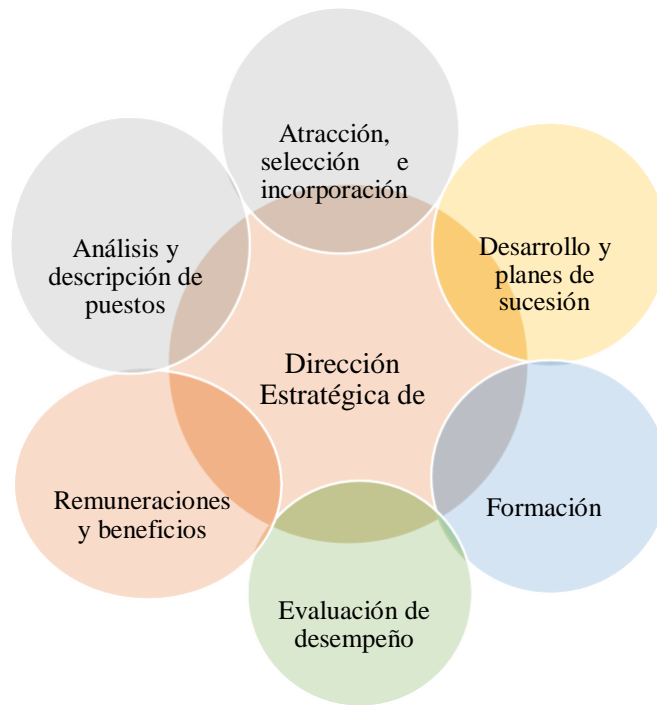 Atracción,
selección e
incorporación
Análisis y
descripción de
puestos
Desarrollo y
planes de
sucesión
Dirección
Estratégica de
Remuneraciones
y beneficios
Formación
Evaluación de
desempeño